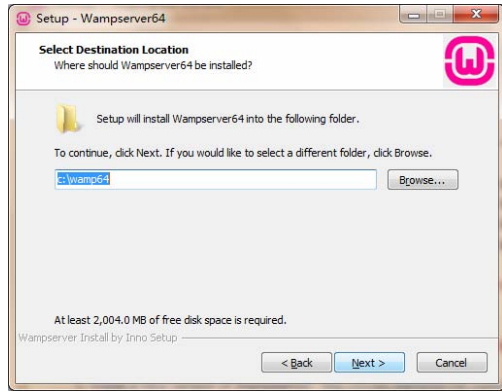 Setup - Wampserver64
Select Destination Location
Where should Wampserver64 be installed?
Setup will install Wampserver64 into the following folder.
To continue, click Next. If you would like to select a different folder, click Browse.
c:\wamp64
Browse...
At least 2,004.0 MB of free disk space is required.
Wampserver Install by Inno Setup
< Back
Next >
Cancel